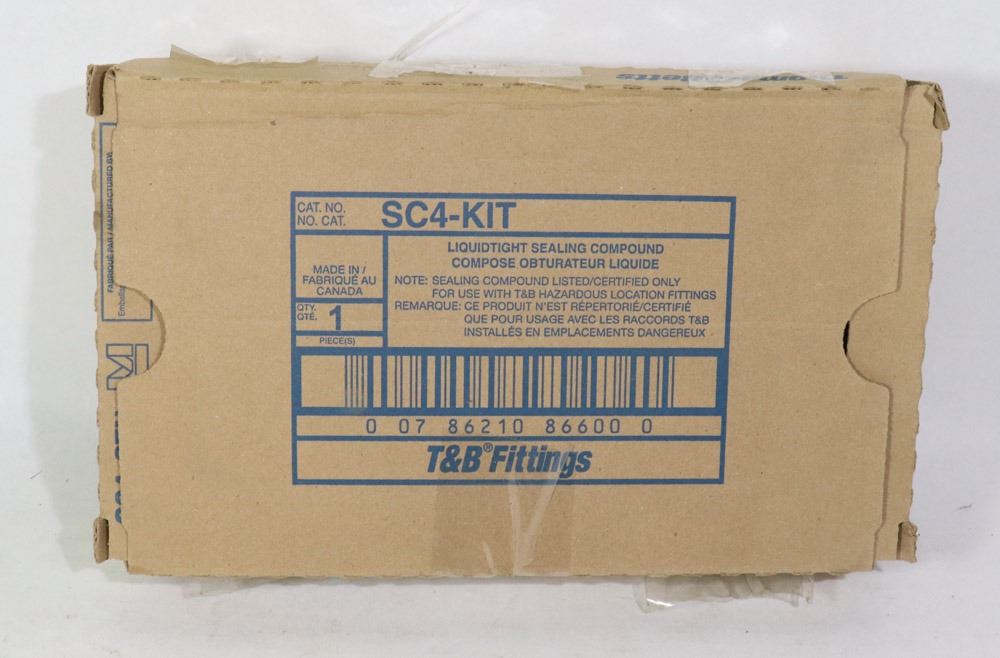 CAT. NO.
NO. CAT.
SC4-KIT
MADE IN /
FABRIQUÉ AU
CANADA
QTY.
QTÉ.
1
PIECE(S)
LIQUIDTIGHT SEALING COMPOUND
COMPOSE OBTURATEUR LIQUIDE
NOTE: SEALING COMPOUND LISTED/CERTIFIED ONLY
FOR USE WITH T&B HAZARDOUS LOCATION FITTINGS
REMARQUE: CE PRODUIT N'EST RÉPERTORIÉ/CERTIFIÉ
QUE POUR USAGE AVEC LES RACCORDS T&B
INSTALLÉS EN EMPLACEMENTS DANGEREUX
0 07 86210 86600 0
T&B® Fittings
FABRIQUÉ PAR / MANUFACTURED BY: